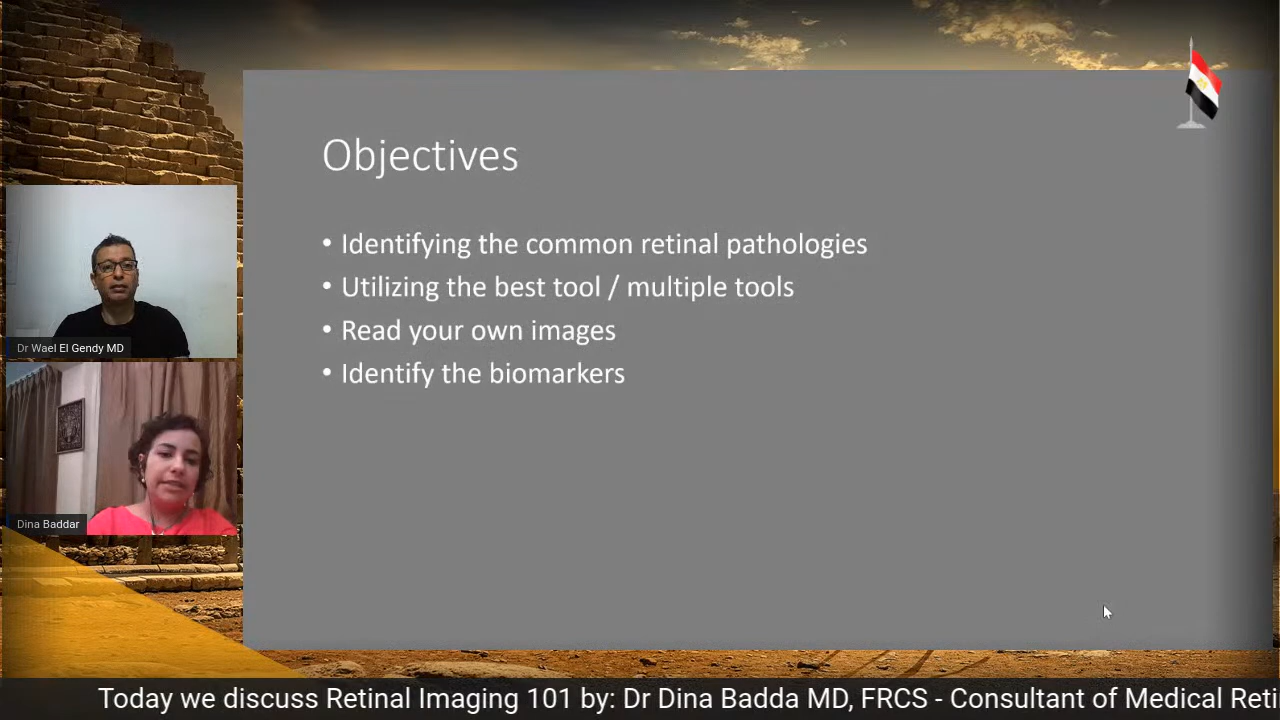 Objectives
• Identifying the common retinal pathologies
• Utilizing the best tool / multiple tools
• Read your own images
• Identify the biomarkers
Dr Wael El Gendy MD
Dina Baddar
Today we discuss Retinal Imaging 101 by: Dr Dina Badda MD, FRCS - Consultant of Medical Reti